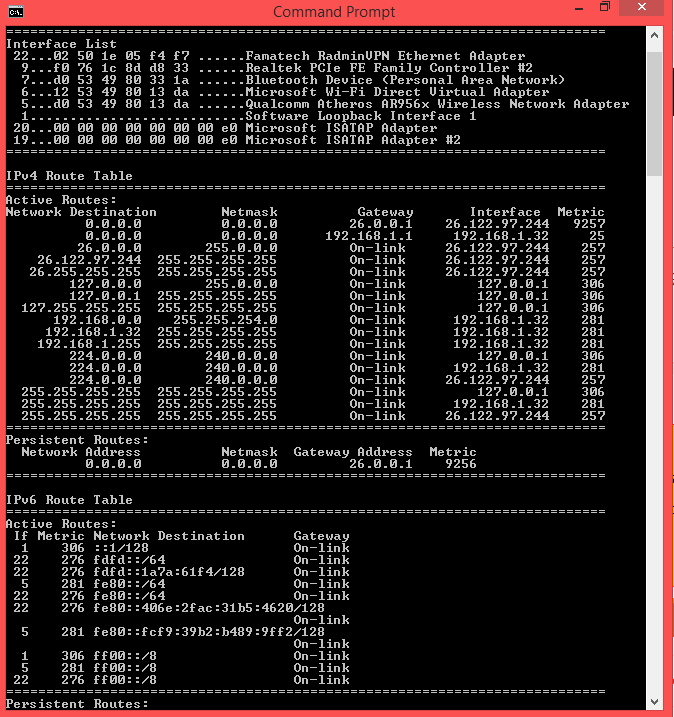 Command Prompt
===========================================================================
Interface List
22...02 50 1e 05 f4 f7 ......Famatech RadminVPN Ethernet Adapter
9...f0 76 1c 8d d8 33 ......Realtek PCIe FE Family Controller #2
7...d0 53 49 80 33 1a ......Bluetooth Device (Personal Area Network)
6...12 53 49 80 13 da ......Microsoft Wi-Fi Direct Virtual Adapter
5...d0 53 49 80 13 da ......Qualcomm Atheros AR956x Wireless Network Adapter
1...........................Software Loopback Interface 1
20...00 00 00 00 00 00 00 e0 Microsoft ISATAP Adapter
19...00 00 00 00 00 00 00 e0 Microsoft ISATAP Adapter #2
===========================================================================
IPv4 Route Table
===========================================================================
Active Routes:
Network Destination Netmask Gateway Interface Metric
0.0.0.0 0.0.0.0 26.0.0.1 26.122.97.244 9257
0.0.0.0 0.0.0.0 192.168.1.1 192.168.1.32 25
26.0.0.0 255.0.0.0 On-link 26.122.97.244 257
26.122.97.244 255.255.255.255 On-link 26.122.97.244 257
26.255.255.255 255.255.255.255 On-link 26.122.97.244 257
127.0.0.0 255.0.0.0 On-link 127.0.0.1 306
127.0.0.1 255.255.255.255 On-link 127.0.0.1 306
127.255.255.255 255.255.255.255 On-link 127.0.0.1 306
192.168.0.0 255.255.254.0 On-link 192.168.1.32 281
192.168.1.32 255.255.255.255 On-link 192.168.1.32 281
192.168.1.255 255.255.255.255 On-link 192.168.1.32 281
224.0.0.0 240.0.0.0 On-link 127.0.0.1 306
224.0.0.0 240.0.0.0 On-link 192.168.1.32 281
224.0.0.0 240.0.0.0 On-link 26.122.97.244 257
255.255.255.255 255.255.255.255 On-link 127.0.0.1 306
255.255.255.255 255.255.255.255 On-link 192.168.1.32 281
255.255.255.255 255.255.255.255 On-link 26.122.97.244 257
===========================================================================
Persistent Routes:
Network Address Netmask Gateway Address Metric
0.0.0.0 0.0.0.0 26.0.0.1 9256
===========================================================================
IPv6 Route Table
===========================================================================
Active Routes:
If Metric Network Destination Gateway
1 306 ::1/128 On-link
22 276 fdfd::/64 On-link
22 276 fdfd::1a7a:61f4/128 On-link
5 281 fe80::/64 On-link
22 276 fe80::/64 On-link
22 276 fe80::406e:2fac:31b5:4620/128
On-link
5 281 fe80::fcf9:39b2:b489:9ff2/128
On-link
1 306 ff00::/8 On-link
5 281 ff00::/8 On-link
22 276 ff00::/8 On-link
===========================================================================
Persistent Routes: